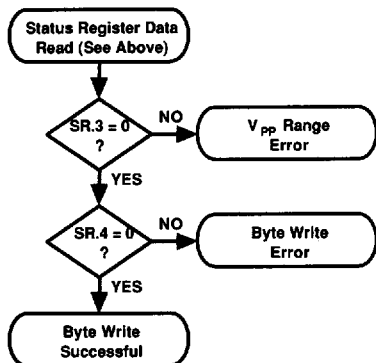 Status Register Data
Read (See Above)
SR.3 = 0
?
NO
V_PP Range
Error
YES
SR.4 = 0
?
NO
Byte Write
Error
YES
Byte Write
Successful